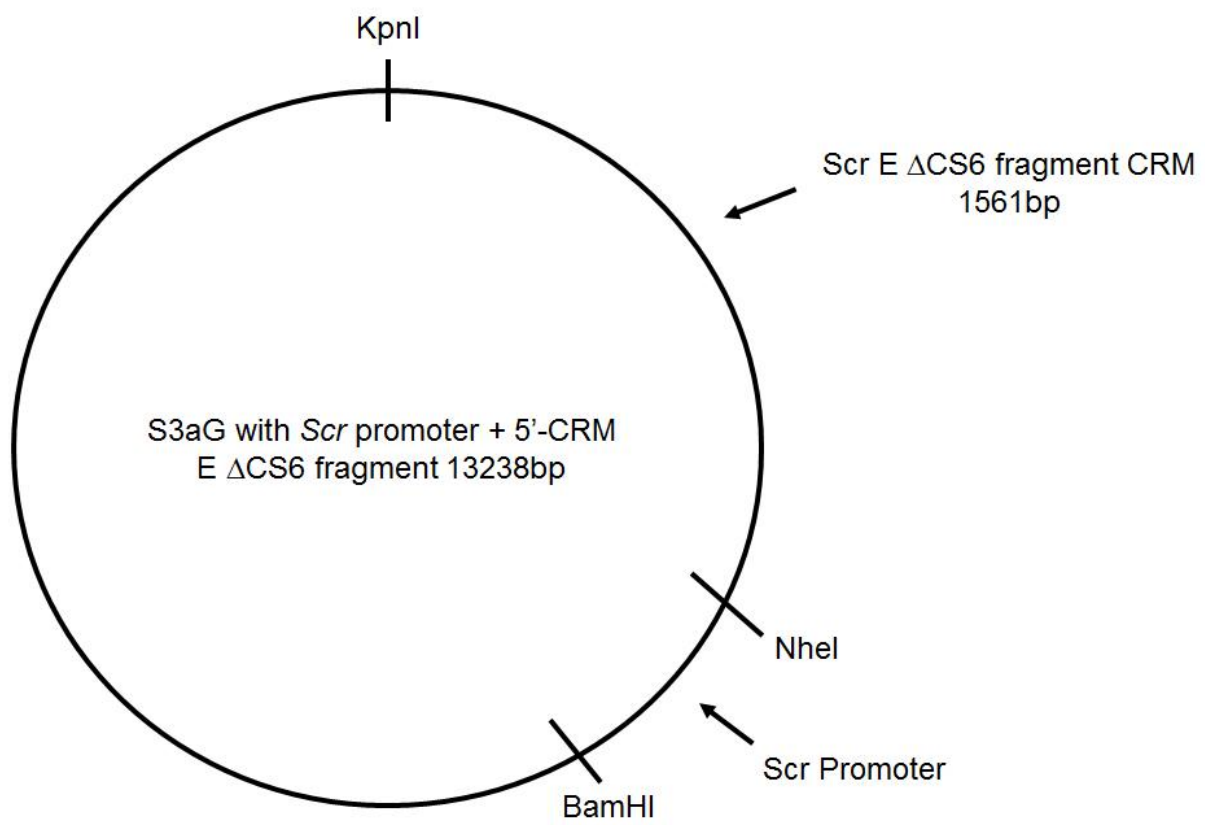 KpnI
Scr E ΔCS6 fragment CRM
1561bp
S3aG with Scr promoter + 5’-CRM
E ΔCS6 fragment 13238bp
NheI
Scr Promoter
BamHI